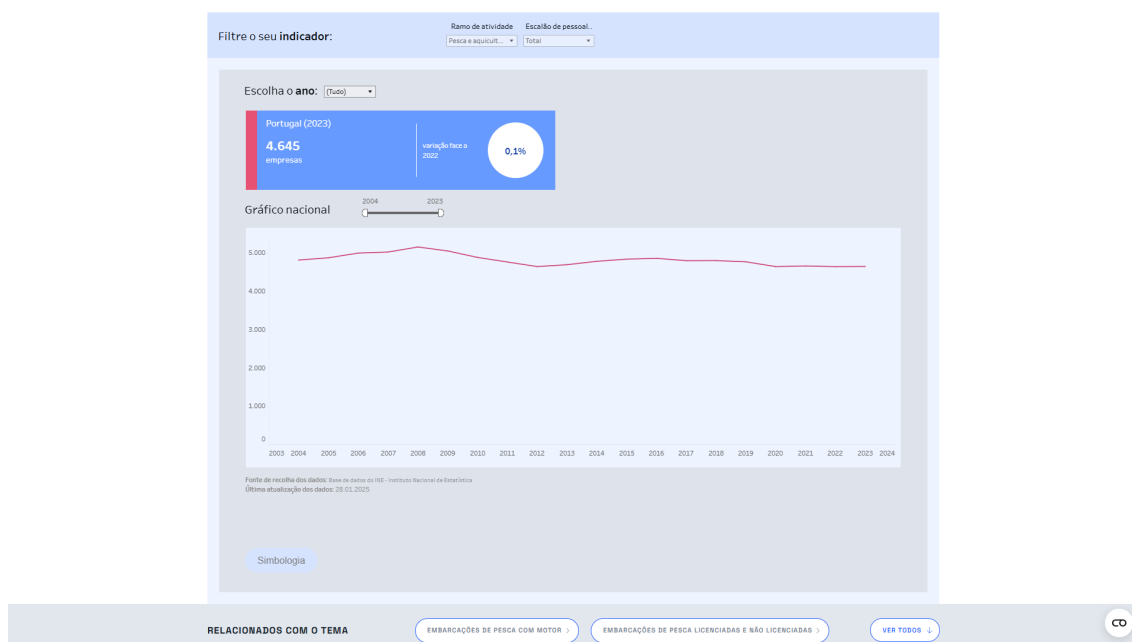 Ramo de atividade Escalão de pessoal..
Filtre o seu indicador:
Pesca e aquicult... Total
Escolha o ano: (Tudo)
Portugal (2023)
4.645
empresas
variação face a
2022
0,1%
Gráfico nacional
2004 2023
5.000
4.000
3.000
2.000
1.000
0
2003 2004 2005 2006 2007 2008 2009 2010 2011 2012 2013 2014 2015 2016 2017 2018 2019 2020 2021 2022 2023 2024
Fonte de recolha dos dados: Base de dados do INE - Instituto Nacional de Estatística
Última atualização dos dados: 28.01.2025
Simbologia
RELACIONADOS COM O TEMA
EMBARCAÇÕES DE PESCA COM MOTOR >
EMBARCAÇÕES DE PESCA LICENCIADAS E NÃO LICENCIADAS >
VER TODOS ↓